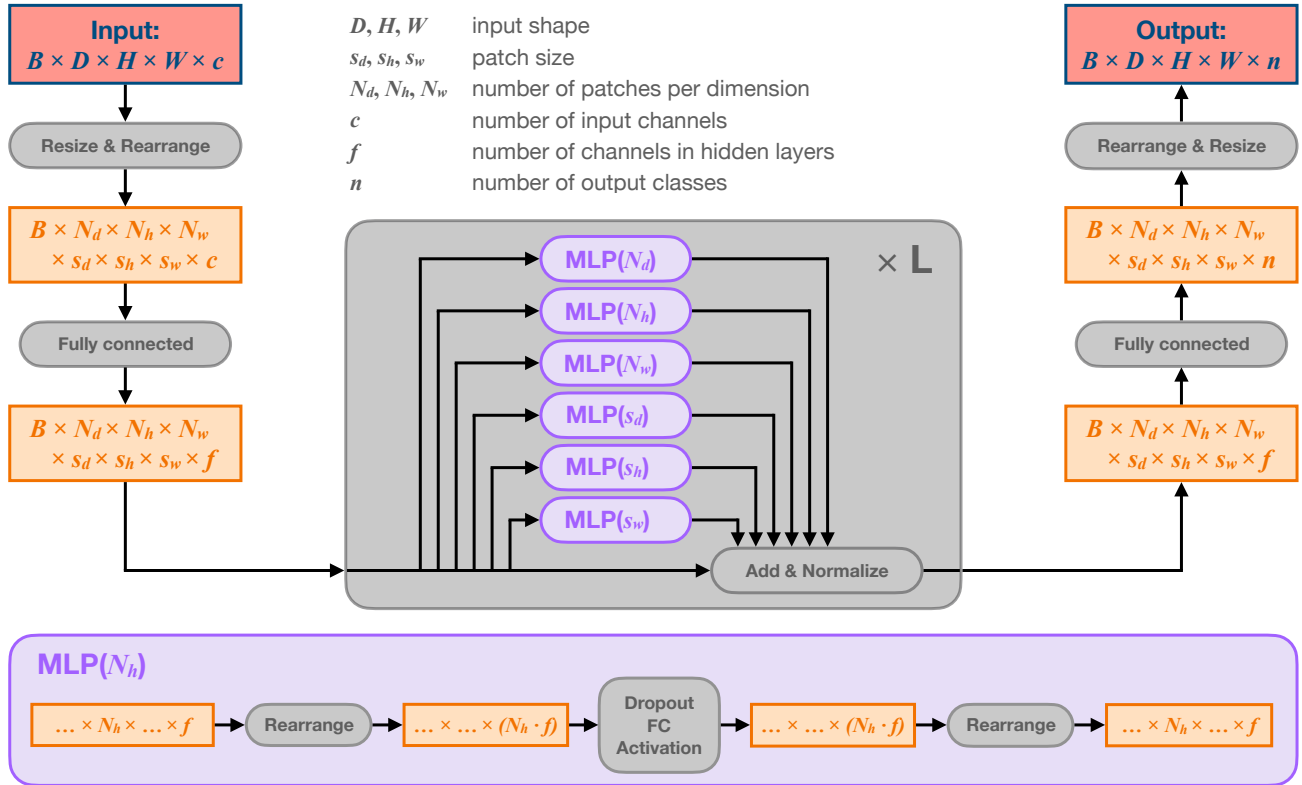 Input:
B × D × H × W × c
Resize & Rearrange
B × N_d × N_h × N_w
× s_d × s_h × s_w × c
Fully connected
B × N_d × N_h × N_w
× s_d × s_h × s_w × f
D, H, W input shape
s_d, s_h, s_w patch size
N_d, N_h, N_w number of patches per dimension
c number of input channels
f number of channels in hidden layers
n number of output classes
× L
MLP(N_d)
MLP(N_h)
MLP(N_w)
MLP(s_d)
MLP(s_h)
MLP(s_w)
Add & Normalize
Output:
B × D × H × W × n
Rearrange & Resize
B × N_d × N_h × N_w
× s_d × s_h × s_w × n
Fully connected
B × N_d × N_h × N_w
× s_d × s_h × s_w × f
MLP(N_h)
... × N_h × ... × f
Rearrange
... × ... × (N_h · f)
Dropout
FC
Activation
... × ... × (N_h · f)
Rearrange
... × N_h × ... × f